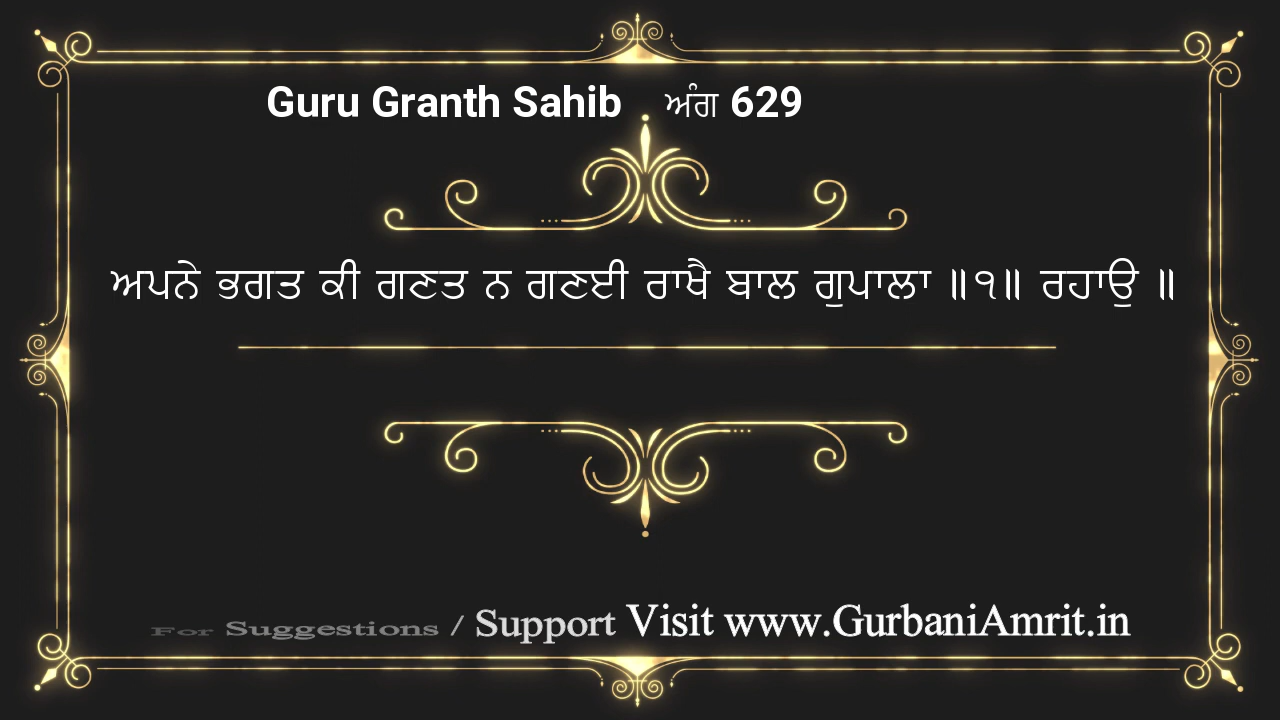 Guru Granth Sahib ਅੰਗ 629
ਅਪਨੇ ਭਗਤ ਕੀ ਗਣਤ ਨ ਗਣਈ ਰਾਖੈ ਬਾਲ ਗੁਪਾਲਾ ॥੧॥ ਰਹਾਉ ॥
For Suggestions / Support Visit www.GurbaniAmrit.in